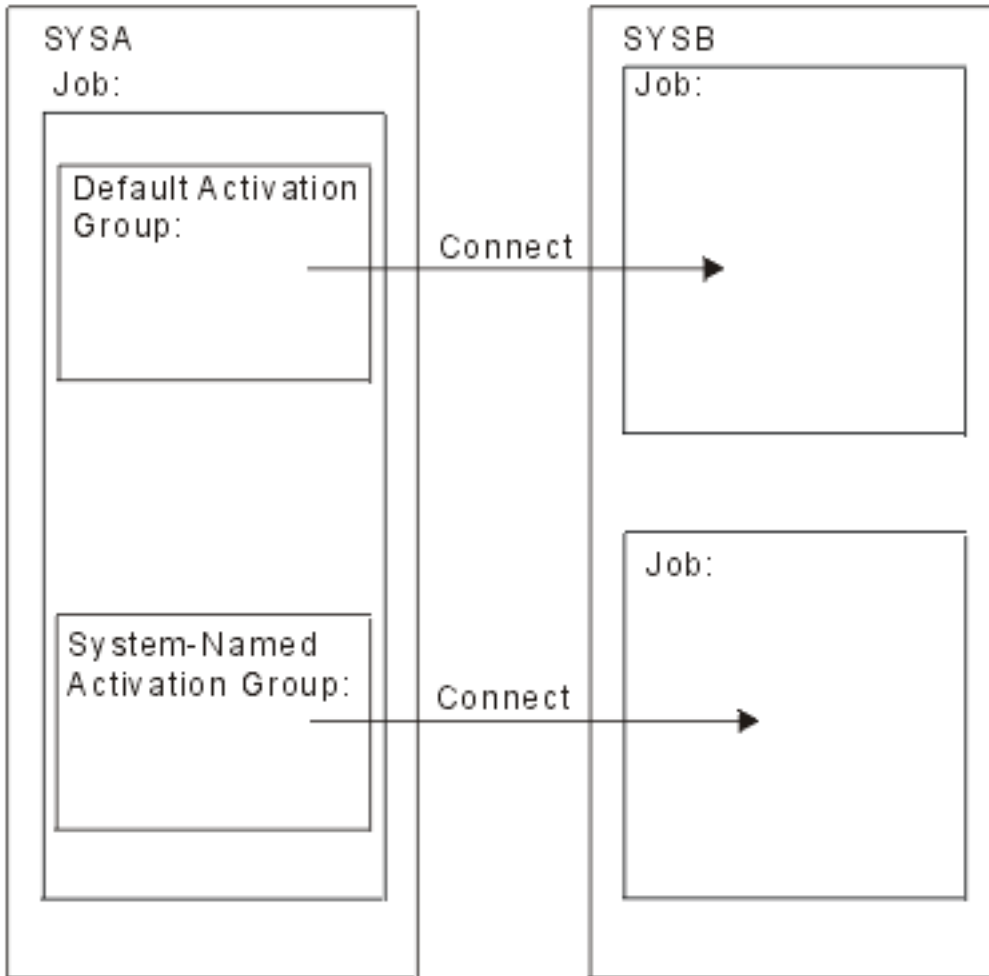 SYSA
Job:
Default Activation
Group:
Connect
System-Named
Activation Group:
Connect
SYSB
Job:
Job: